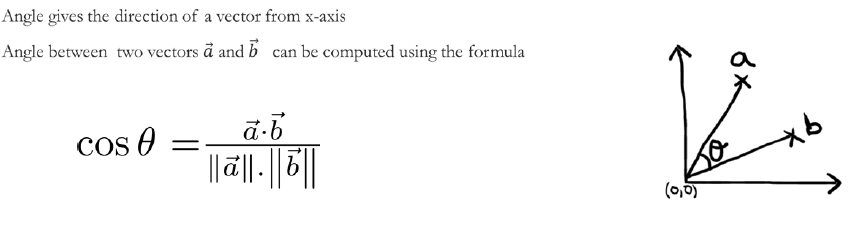 Angle gives the direction of a vector from x-axis
Angle between two vectors a⃗ and b⃗ can be computed using the formula
cos θ = a⃗·b⃗ / ||a⃗||.||b⃗||
a
b
θ
(0,0)